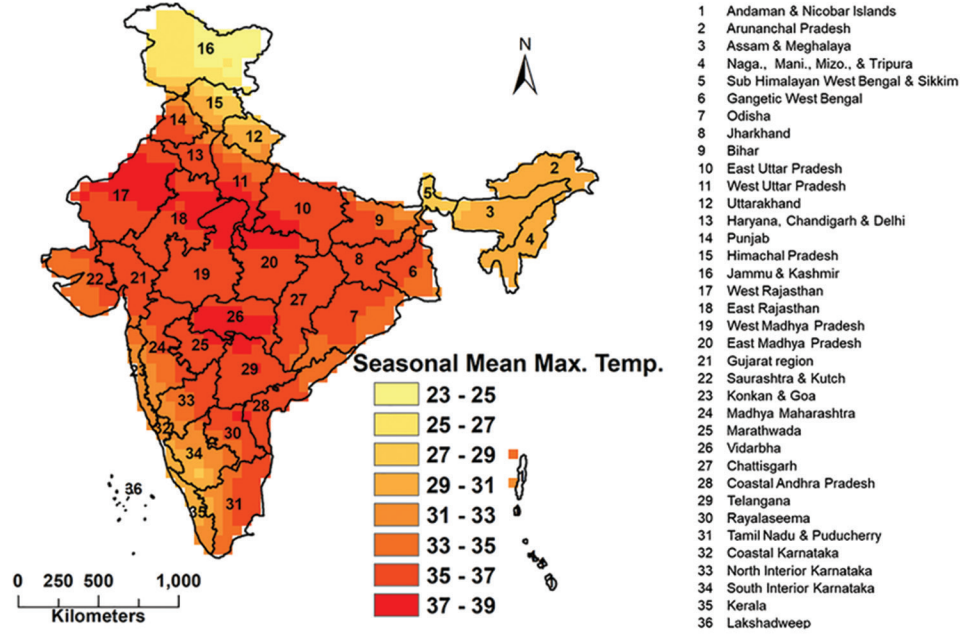 N
16
15
14
12
13
11
2
5
17
10
3
18
9
4
8
20
6
22
21
19
27
26
7
24
25
23
29
33
28
32
30
34
36
35
31
Seasonal Mean Max. Temp.
23 - 25
25 - 27
27 - 29
29 - 31
31 - 33
33 - 35
35 - 37
37 - 39
0 250 500 1,000
Kilometers
1 Andaman & Nicobar Islands
2 Arunanchal Pradesh
3 Assam & Meghalaya
4 Naga., Mani., Mizo., & Tripura
5 Sub Himalayan West Bengal & Sikkim
6 Gangetic West Bengal
7 Odisha
8 Jharkhand
9 Bihar
10 East Uttar Pradesh
11 West Uttar Pradesh
12 Uttarakhand
13 Haryana, Chandigarh & Delhi
14 Punjab
15 Himachal Pradesh
16 Jammu & Kashmir
17 West Rajasthan
18 East Rajasthan
19 West Madhya Pradesh
20 East Madhya Pradesh
21 Gujarat region
22 Saurashtra & Kutch
23 Konkan & Goa
24 Madhya Maharashtra
25 Marathwada
26 Vidarbha
27 Chattisgarh
28 Coastal Andhra Pradesh
29 Telangana
30 Rayalaseema
31 Tamil Nadu & Puducherry
32 Coastal Karnataka
33 North Interior Karnataka
34 South Interior Karnataka
35 Kerala
36 Lakshadweep